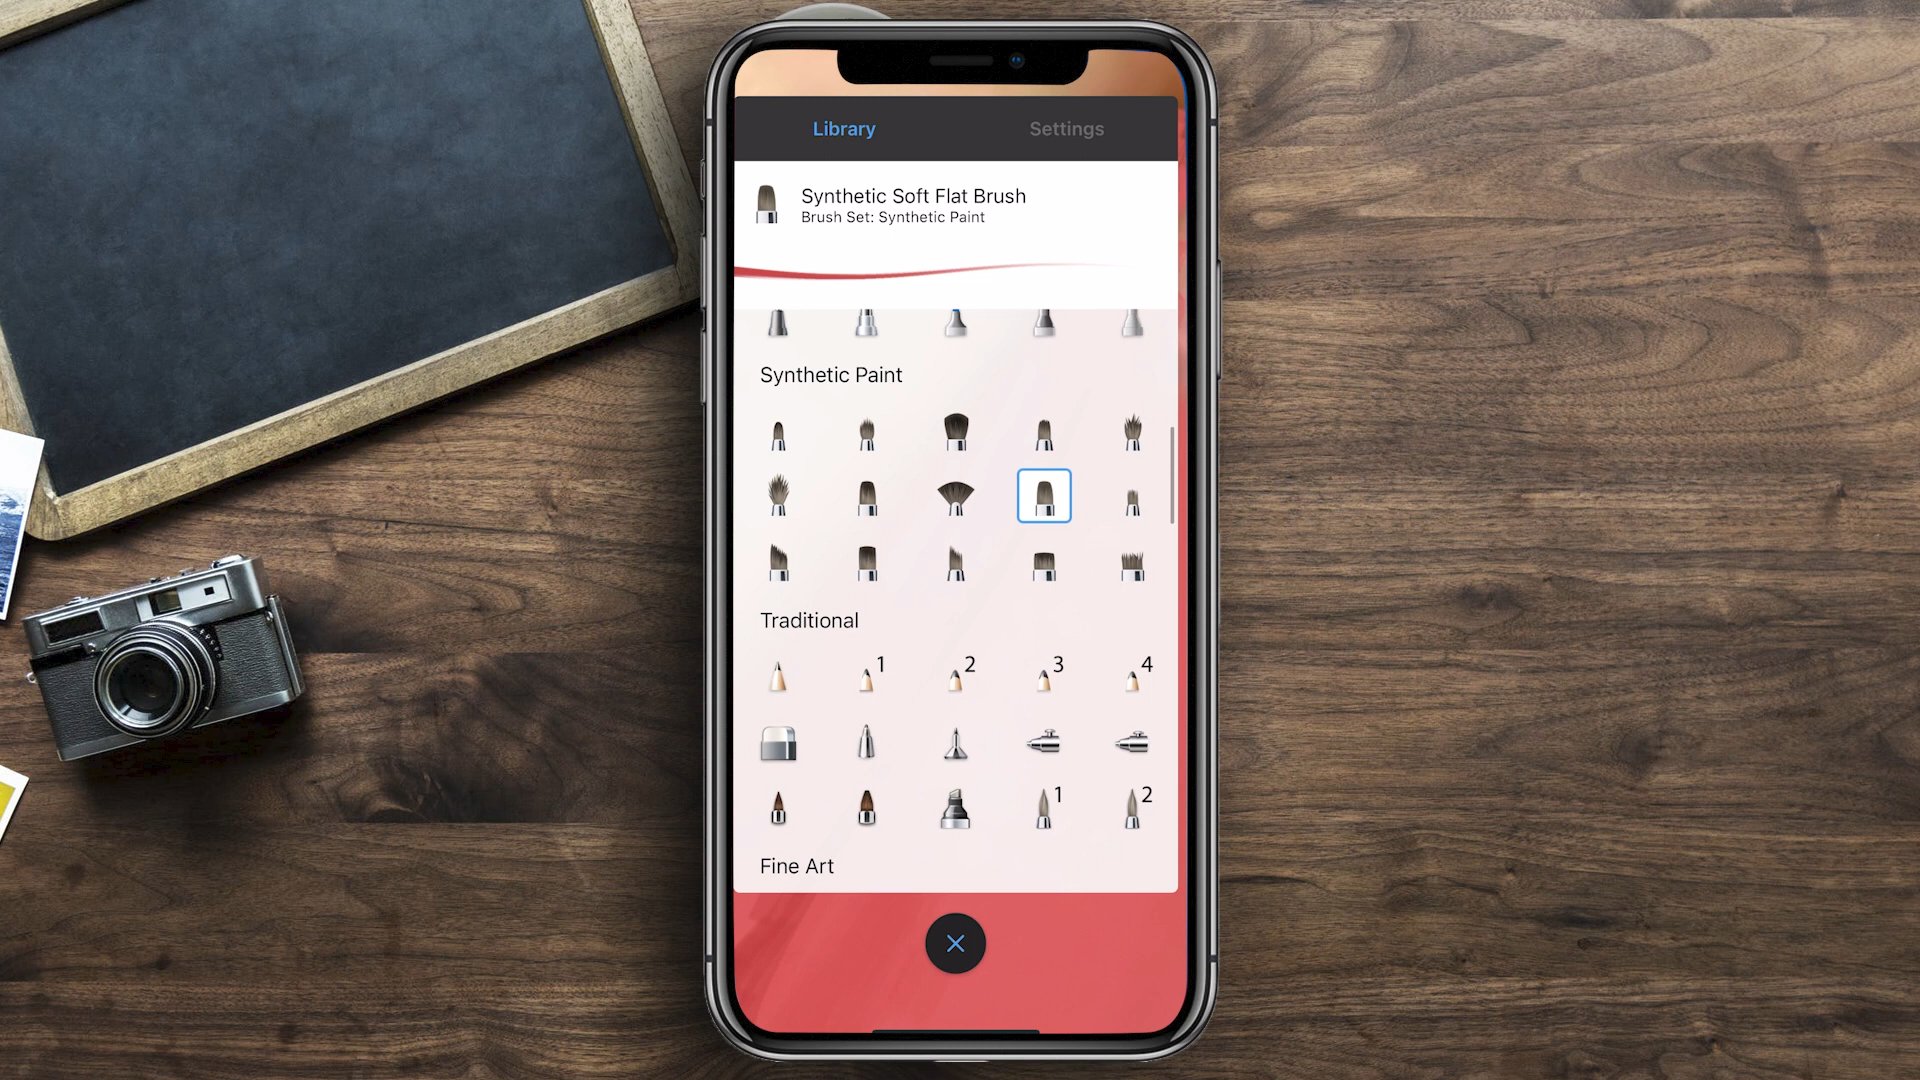 Library
Settings
Synthetic Soft Flat Brush
Brush Set: Synthetic Paint
Synthetic Paint
Traditional
1
2
3
4
1
2
Fine Art